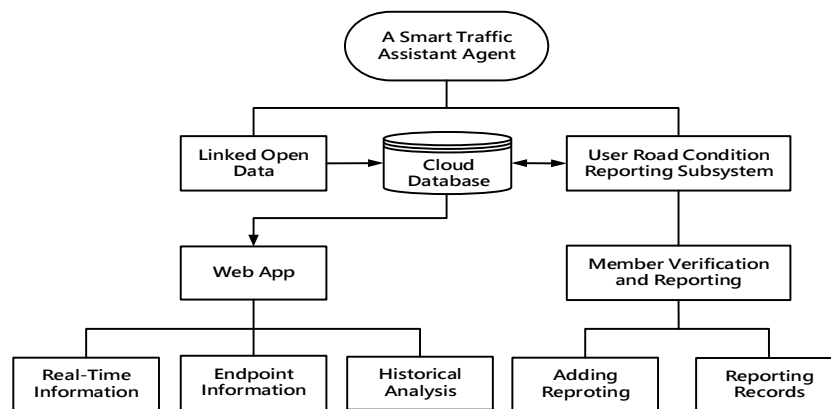 A Smart Traffic
Assistant Agent
Linked Open
Data
Cloud
Database
User Road Condition
Reporting Subsystem
Web App
Member Verification
and Reporting
Real-Time
Information
Endpoint
Information
Historical
Analysis
Adding
Reproting
Reporting
Records